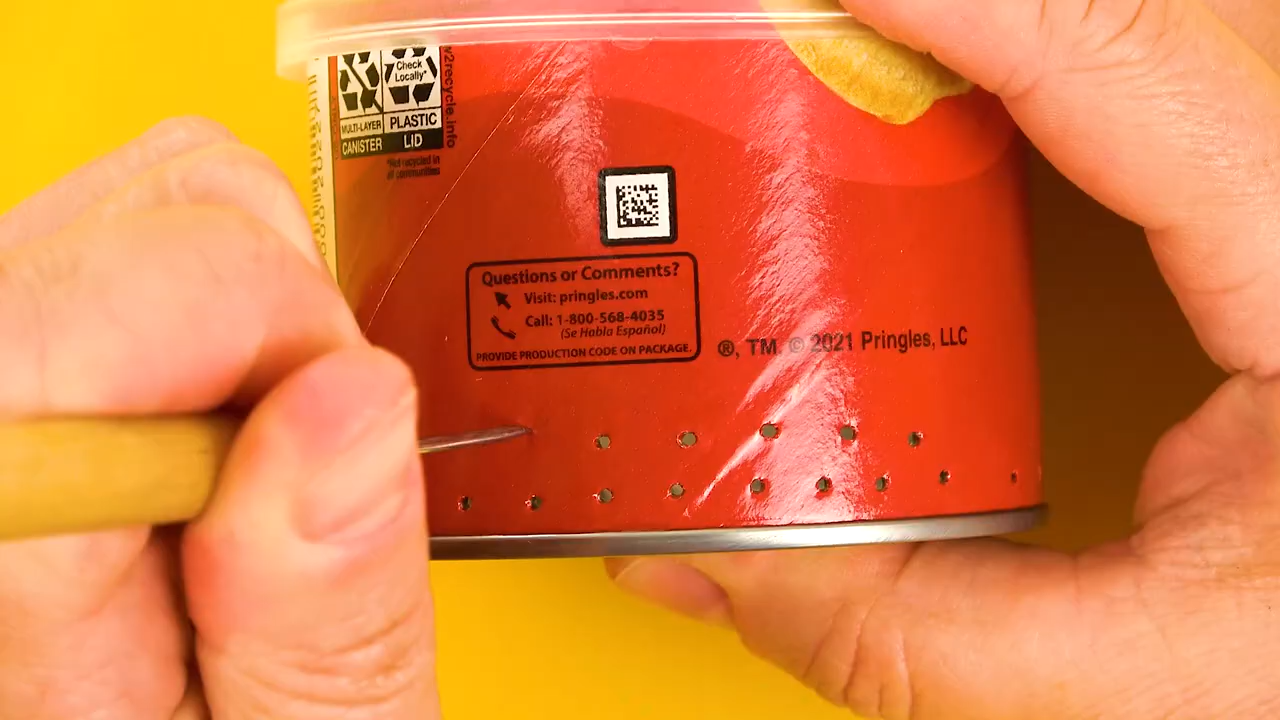 Check
Locally*
MULTI-LAYER
CANISTER
PLASTIC
LID
*Not recycled in
all communities
Questions or Comments?
Visit: pringles.com
Call: 1-800-568-4035
(Se Habla Español)
PROVIDE PRODUCTION CODE ON PACKAGE.
®, TM, © 2021 Pringles, LLC